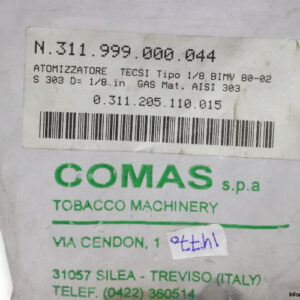 N.311.999.000.044
ATOMIZZATORE TECSI Tipo 1/8 BIMV 80-02
S 303 D= 1/8.in GAS Mat. AISI 303
0.311.205.110.015
COMAS s.p.a
TOBACCO MACHINERY
VIA CENDON, 1
14770
31057 SILEA - TREVISO (ITALY)
TELEF. (0422) 360514